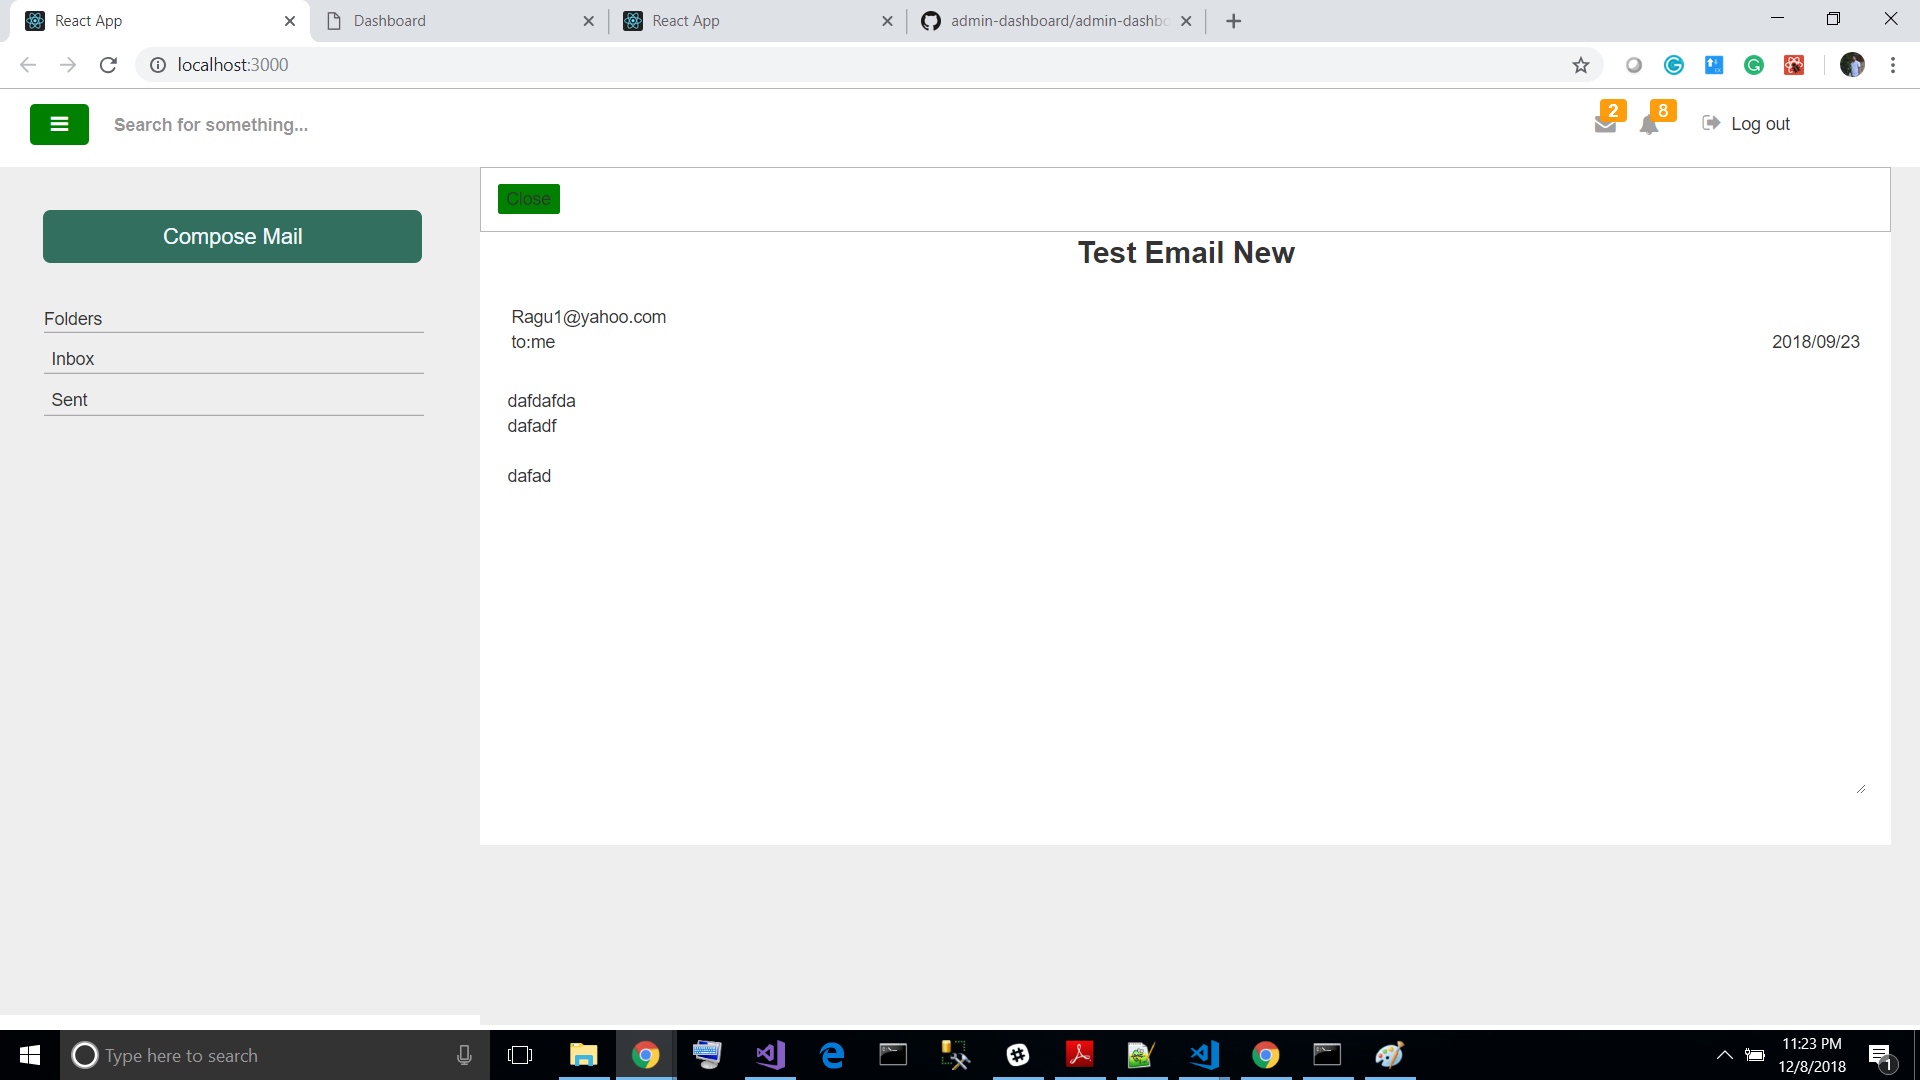 React App
Dashboard
React App
admin-dashboard/admin-dashbo
localhost:3000
Search for something...
2
8
Log out
Compose Mail
Folders
Inbox
Sent
Close
Test Email New
Ragu1@yahoo.com
to:me
2018/09/23
dafdafda
dafadf
dafad
Type here to search
11:23 PM
12/8/2018
1